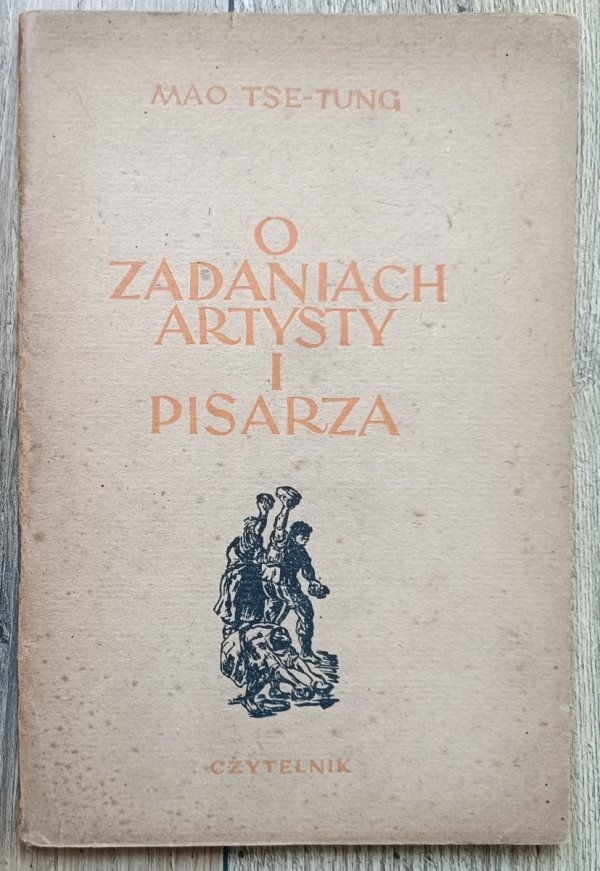 MAO TSE-TUNG
O
ZADANIACH
ARTYSTY
I
PISARZA
CZYTELNIK